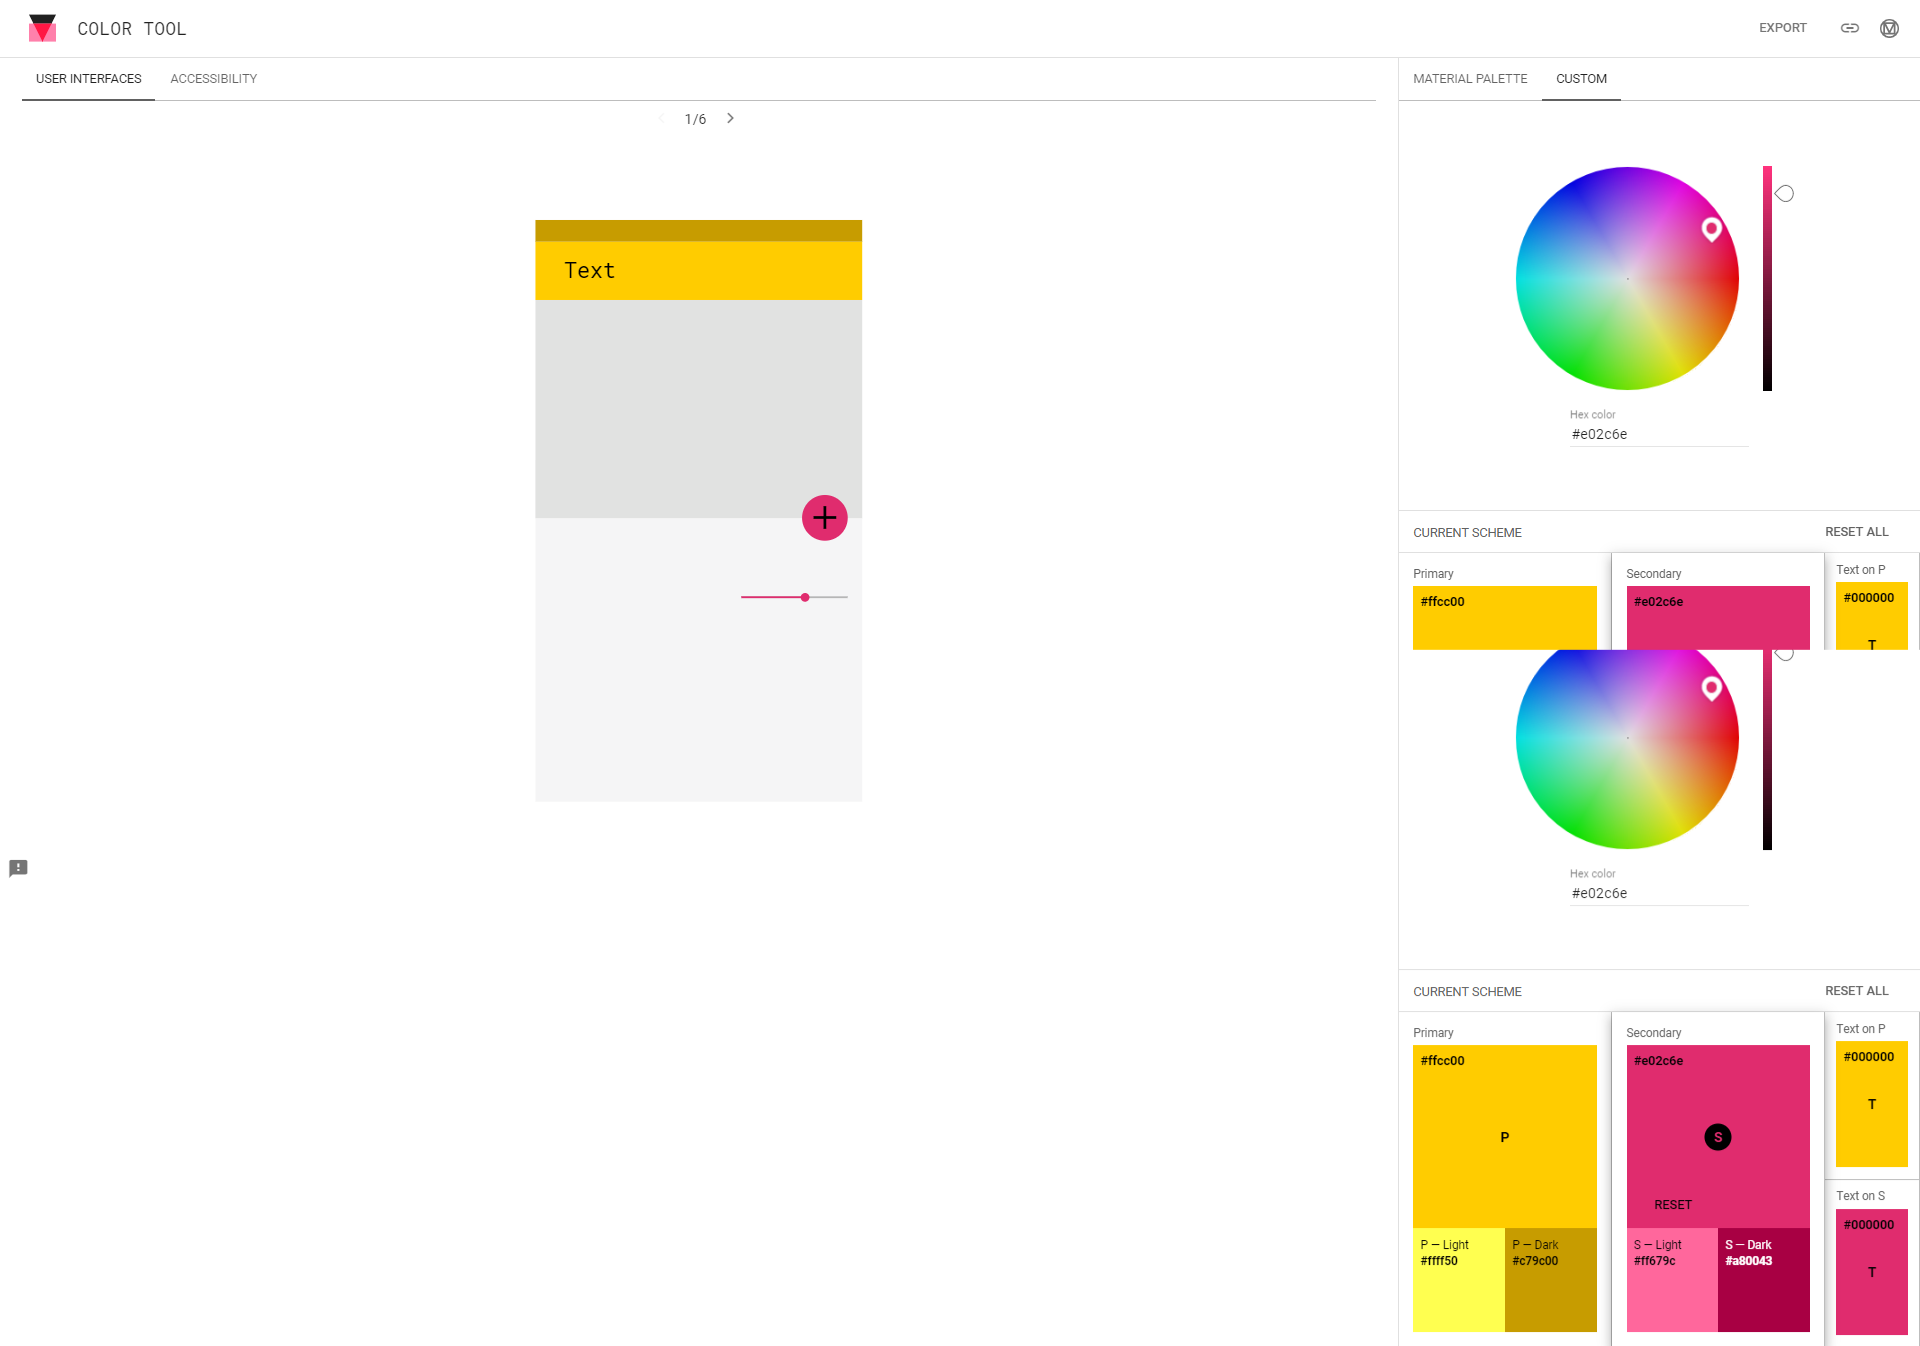 COLOR TOOL
EXPORT
USER INTERFACES
ACCESSIBILITY
MATERIAL PALETTE
CUSTOM
1/6
Text
Hex color
#e02c6e
CURRENT SCHEME
RESET ALL
Primary
Secondary
Text on P
#ffcc00
#e02c6e
#000000
T
Hex color
#e02c6e
CURRENT SCHEME
RESET ALL
Primary
Secondary
Text on P
#ffcc00
#e02c6e
#000000
T
P
S
RESET
Text on S
#000000
T
P — Light
#ffff50
P — Dark
#c79c00
S — Light
#ff679c
S — Dark
#a80043